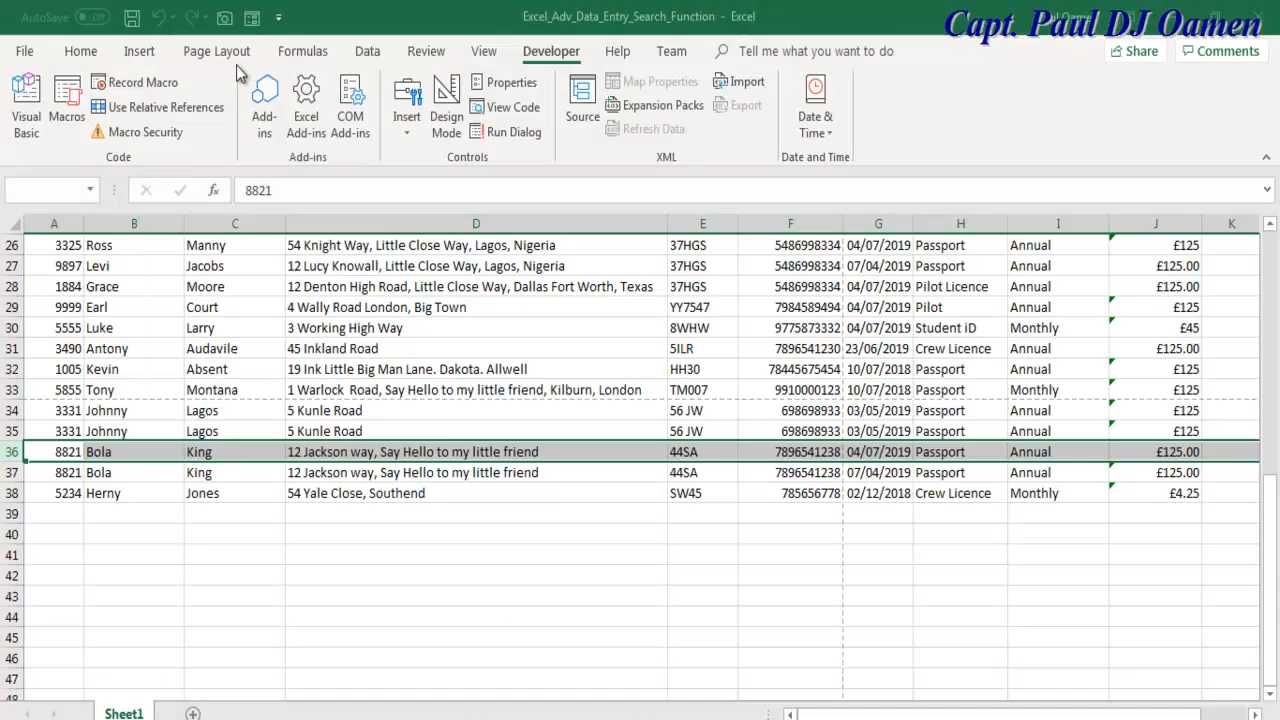 AutoSave Off Excel_Adv_Data_Entry_Search_Function - Excel
Capt. Paul DJ Oamen
File Home Insert Page Layout Formulas Data Review View Developer Help Team Tell me what you want to do Share Comments
Visual Basic Macros Record Macro Use Relative References Macro Security Add-ins Excel Add-ins COM Add-ins Insert Design Mode Properties View Code Run Dialog Source Map Properties Expansion Packs Refresh Data Import Export Date & Time
Code Add-ins Controls XML Date and Time
fx 8821
A B C D E F G H I J K
26 3325 Ross Manny 54 Knight Way, Little Close Way, Lagos, Nigeria 37HGS 5486998334 04/07/2019 Passport Annual £125
27 9897 Levi Jacobs 12 Lucy Knowall, Little Close Way, Lagos, Nigeria 37HGS 5486998334 07/04/2019 Passport Annual £125.00
28 1884 Grace Moore 12 Denton High Road, Little Close Way, Dallas Fort Worth, Texas 37HGS 5486998334 04/07/2019 Pilot Licence Annual £125.00
29 9999 Earl Court 4 Wally Road London, Big Town YY7547 7984589494 04/07/2019 Pilot Annual £125
30 5555 Luke Larry 3 Working High Way 8WHW 9775873332 04/07/2019 Student iD Monthly £45
31 3490 Antony Audavile 45 Inkland Road 5ILR 7896541230 23/06/2019 Crew Licence Annual £125.00
32 1005 Kevin Absent 19 Ink Little Big Man Lane. Dakota. Allwell HH30 78445675454 10/07/2018 Passport Annual £125
33 5855 Tony Montana 1 Warlock Road, Say Hello to my little friend, Kilburn, London TM007 9910000123 10/07/2018 Passport Monthly £125
34 3331 Johnny Lagos 5 Kunle Road 56 JW 698698933 03/05/2019 Passport Annual £125
35 3331 Johnny Lagos 5 Kunle Road 56 JW 698698933 03/05/2019 Passport Annual £125
36 8821 Bola King 12 Jackson way, Say Hello to my little friend 44SA 7896541238 04/07/2019 Passport Annual £125.00
37 8821 Bola King 12 Jackson way, Say Hello to my little friend 44SA 7896541238 07/04/2019 Passport Annual £125.00
38 5234 Herny Jones 54 Yale Close, Southend SW45 785656778 02/12/2018 Crew Licence Monthly £4.25
39
40
41
42
43
44
45
46
47
48
Sheet1